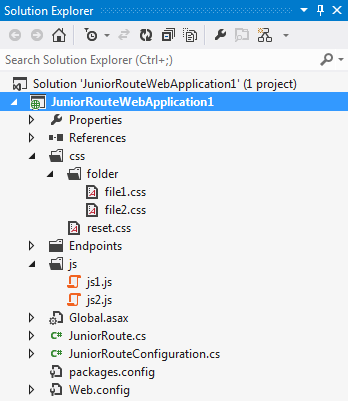 Solution Explorer
Search Solution Explorer (Ctrl+;)
Solution 'JuniorRouteWebApplication1' (1 project)
JuniorRouteWebApplication1
Properties
References
css
folder
file1.css
file2.css
reset.css
Endpoints
js
js1.js
js2.js
Global.asax
C# JuniorRoute.cs
C# JuniorRouteConfiguration.cs
packages.config
Web.config